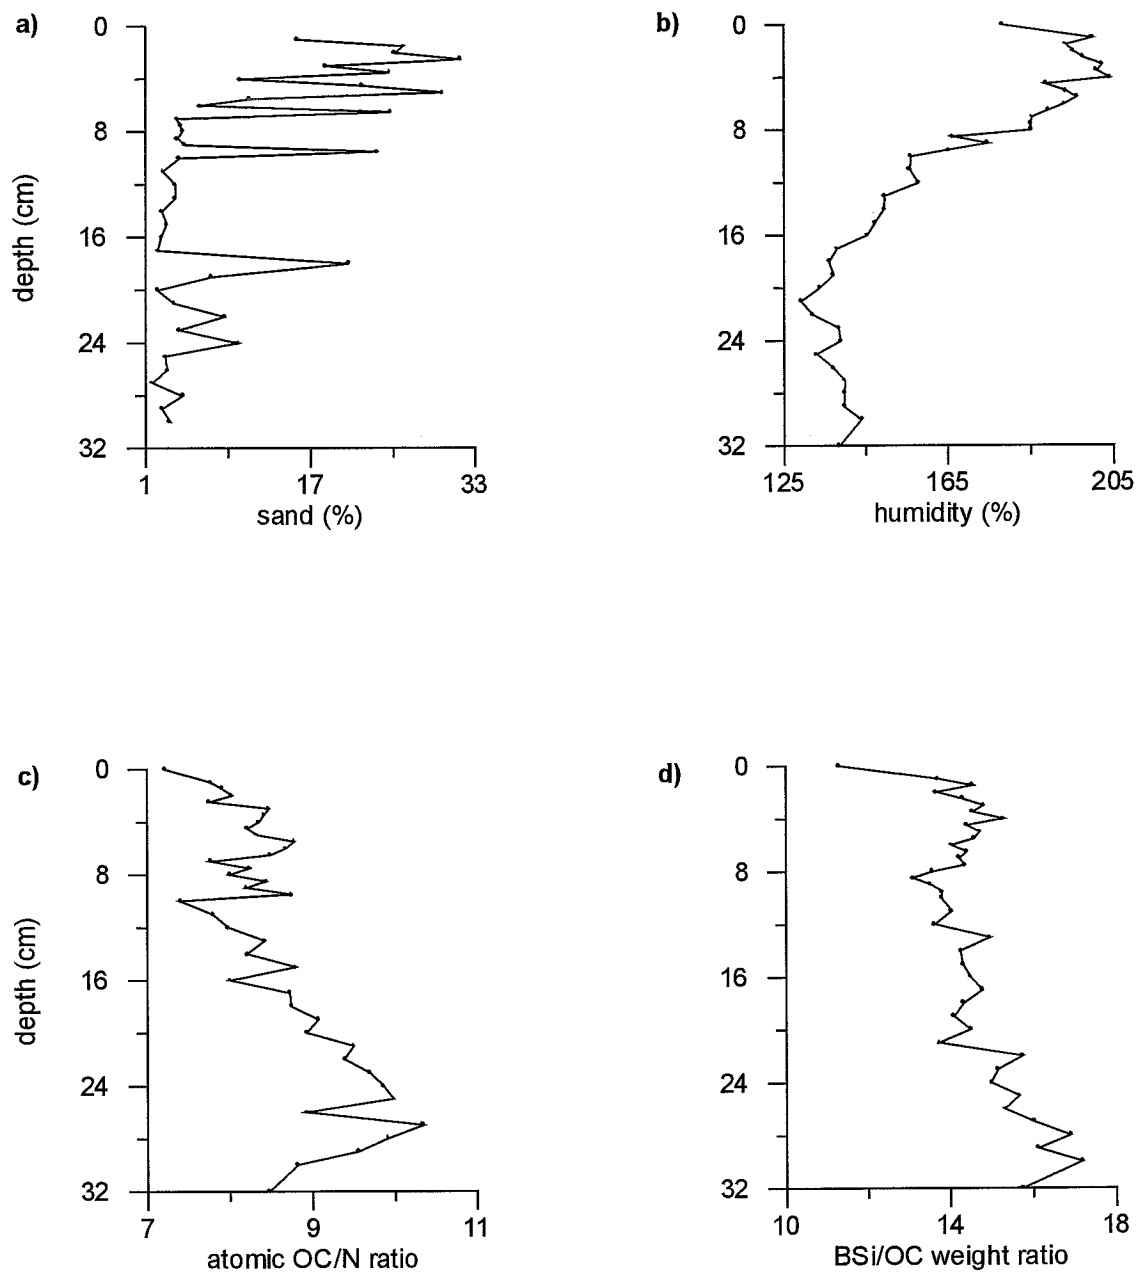 a)
0
8
16
24
32
depth (cm)
1 17 33
sand (%)
b)
0
8
16
24
32
125 165 205
humidity (%)
c)
0
8
16
24
32
depth (cm)
7 9 11
atomic OC/N ratio
d)
0
8
16
24
32
10 14 18
BSi/OC weight ratio